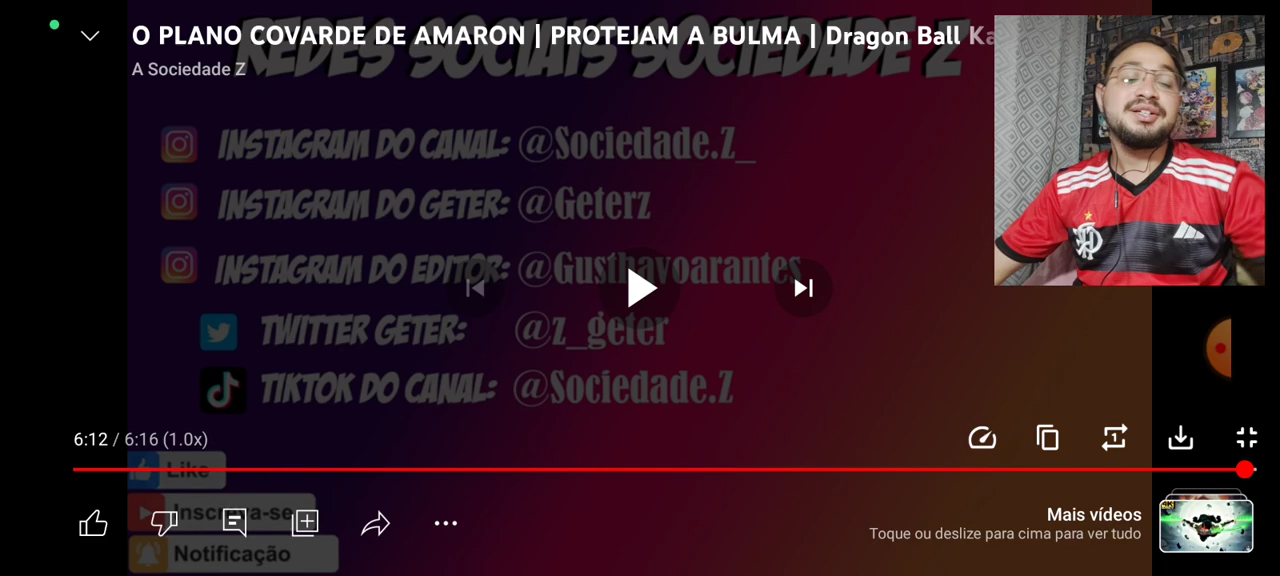 O PLANO COVARDE DE AMARON | PROTEJAM A BULMA | Dragon Ball Ka
A Sociedade Z
REDES SOCIAIS SOCIEDADE Z
INSTAGRAM DO CANAL: @Sociedade.Z_
INSTAGRAM DO GETER: @Geterz
INSTAGRAM DO EDITOR: @Gusthavoarantes
TWITTER GETER: @z_geter
TIKTOK DO CANAL: @Sociedade.Z
6:12 / 6:16 (1.0x)
1
Like
Inscreva-se
Notificação
Mais vídeos
Toque ou deslize para cima para ver tudo